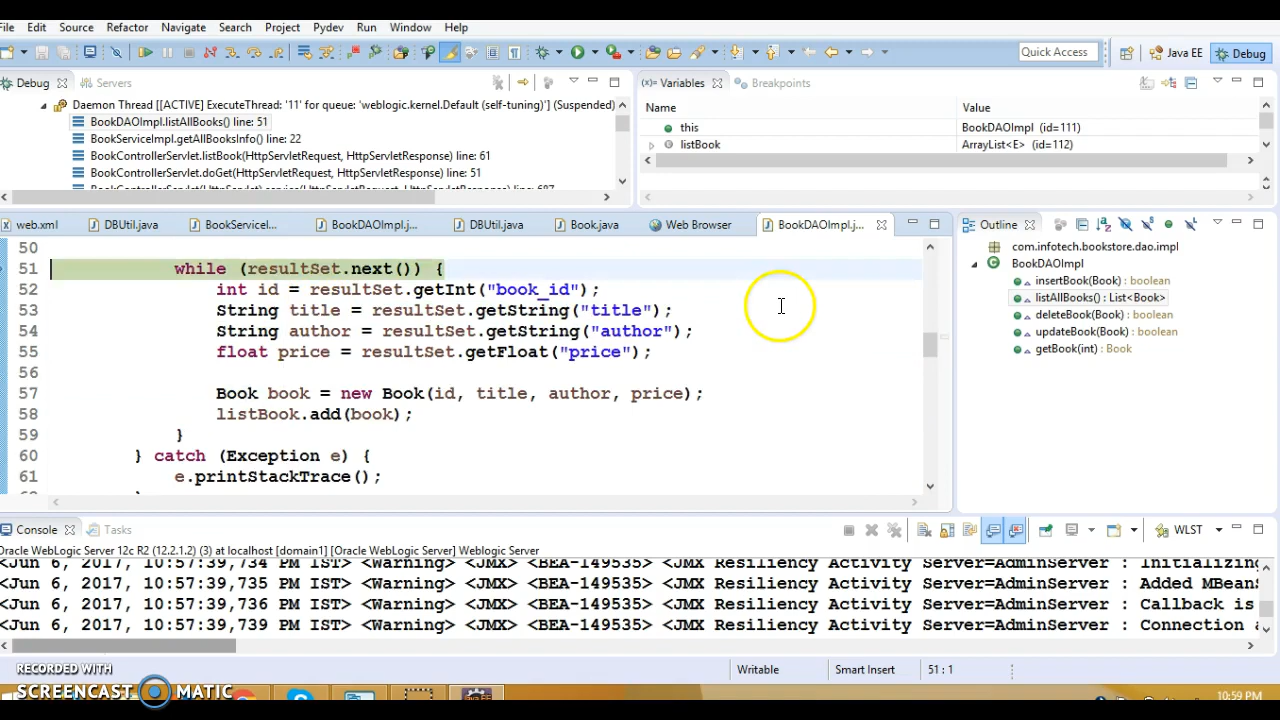 File Edit Source Refactor Navigate Search Project Pydev Run Window Help
Quick Access Java EE Debug
Debug Servers
Daemon Thread [[ACTIVE] ExecuteThread: '11' for queue: 'weblogic.kernel.Default (self-tuning)'] (Suspended)
BookDAOImpl.listAllBooks() line: 51
BookServiceImpl.getAllBooksInfo() line: 22
BookControllerServlet.listBook(HttpServletRequest, HttpServletResponse) line: 61
BookControllerServlet.doGet(HttpServletRequest, HttpServletResponse) line: 51
BookControllerServlet(HttpServlet).service(HttpServletRequest, HttpServletResponse) line: 687
(x)= Variables Breakpoints
Name Value
this BookDAOImpl (id=111)
listBook ArrayList<E> (id=112)
web.xml DBUtil.java BookServiceI... BookDAOImpl.j... DBUtil.java Book.java Web Browser BookDAOImpl.j...
50
51 while (resultSet.next()) {
52 int id = resultSet.getInt("book_id");
53 String title = resultSet.getString("title");
54 String author = resultSet.getString("author");
55 float price = resultSet.getFloat("price");
56
57 Book book = new Book(id, title, author, price);
58 listBook.add(book);
59 }
60 } catch (Exception e) {
61 e.printStackTrace();
Outline
com.infotech.bookstore.dao.impl
BookDAOImpl
insertBook(Book) : boolean
listAllBooks() : List<Book>
deleteBook(Book) : boolean
updateBook(Book) : boolean
getBook(int) : Book
Console Tasks
WLST
Oracle WebLogic Server 12c R2 (12.2.1.2) (3) at localhost [domain1] [Oracle WebLogic Server] Weblogic Server
<Jun 6, 2017, 10:57:39,734 PM IST> <Warning> <JMX> <BEA-149535> <JMX Resiliency Activity Server=AdminServer : Initializing
<Jun 6, 2017, 10:57:39,735 PM IST> <Warning> <JMX> <BEA-149535> <JMX Resiliency Activity Server=AdminServer : Added MBean
<Jun 6, 2017, 10:57:39,736 PM IST> <Warning> <JMX> <BEA-149535> <JMX Resiliency Activity Server=AdminServer : Callback is
<Jun 6, 2017, 10:57:39,739 PM IST> <Warning> <JMX> <BEA-149535> <JMX Resiliency Activity Server=AdminServer : Connection
Writable Smart Insert 51 : 1
RECORDED WITH
SCREENCAST MATIC
10:59 PM